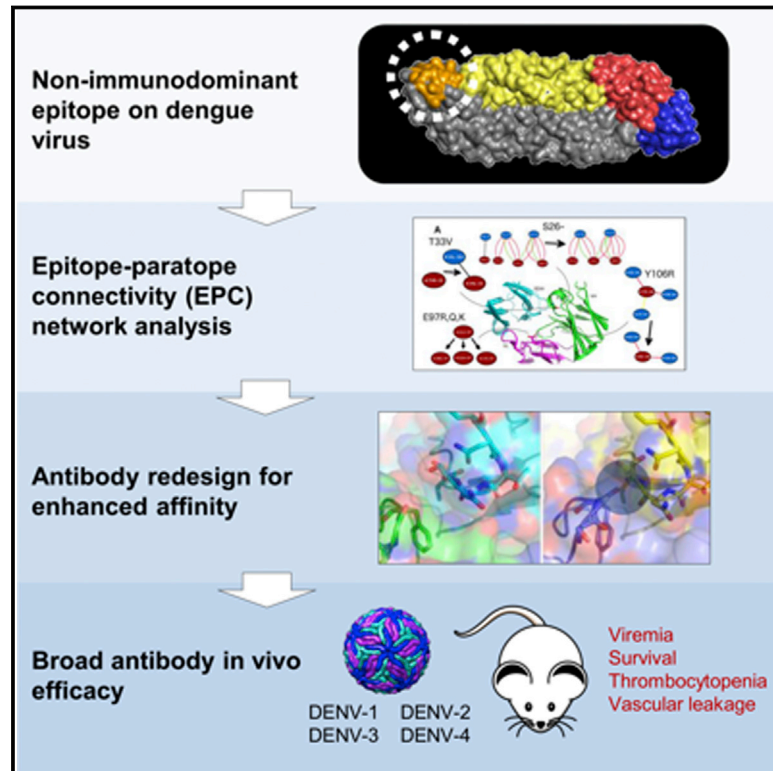 Non-immunodominant
epitope on dengue
virus
Epitope-paratope
connectivity (EPC)
network analysis
A
T33V
S26-
Y106R
E97R,Q,K
Antibody redesign for
enhanced affinity
Broad antibody in vivo
efficacy
DENV-1 DENV-2
DENV-3 DENV-4
Viremia
Survival
Thrombocytopenia
Vascular leakage